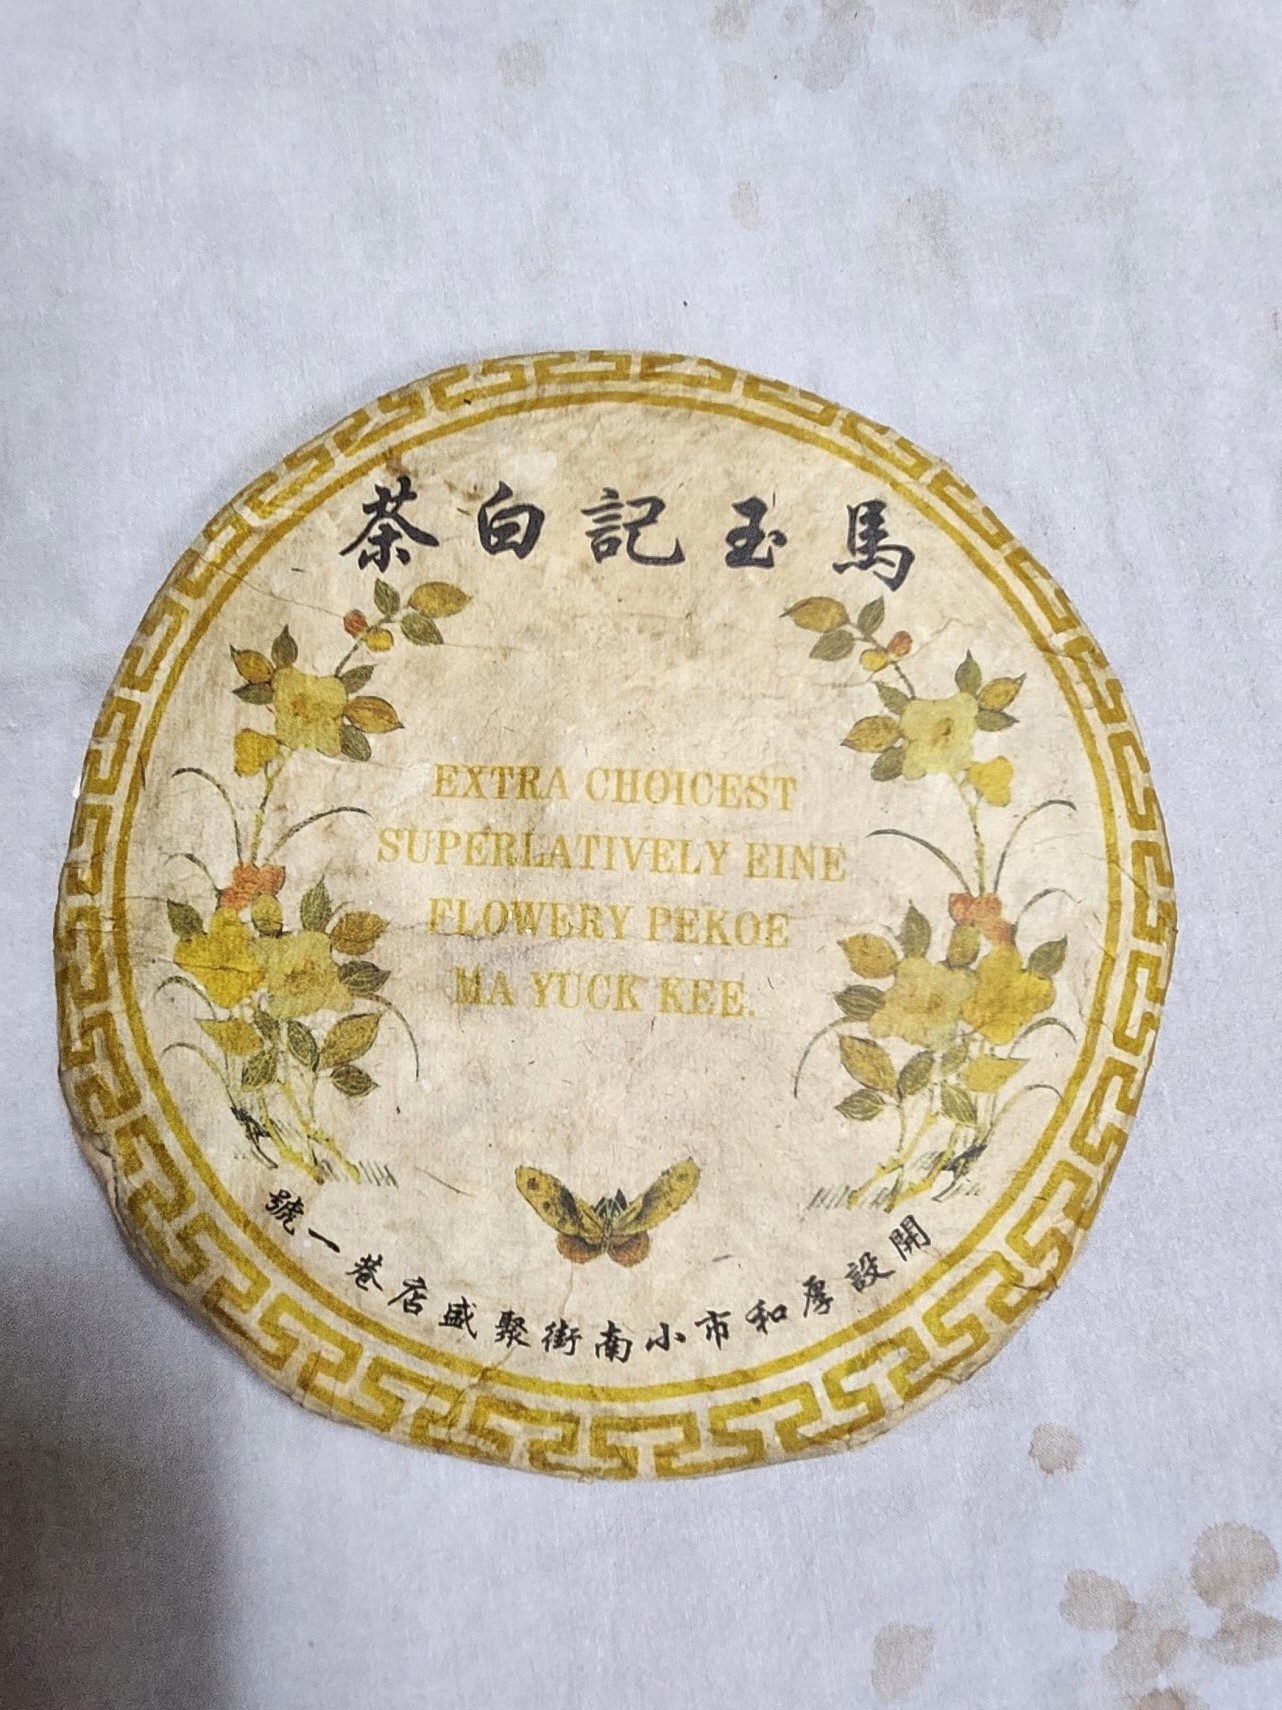 馬玉記白茶
EXTRA CHOICEST
SUPERLATIVELY EINE
FLOWERY PEKOE
MA YUCK KEE.
開設厚和市小南街聚盛店巷一號